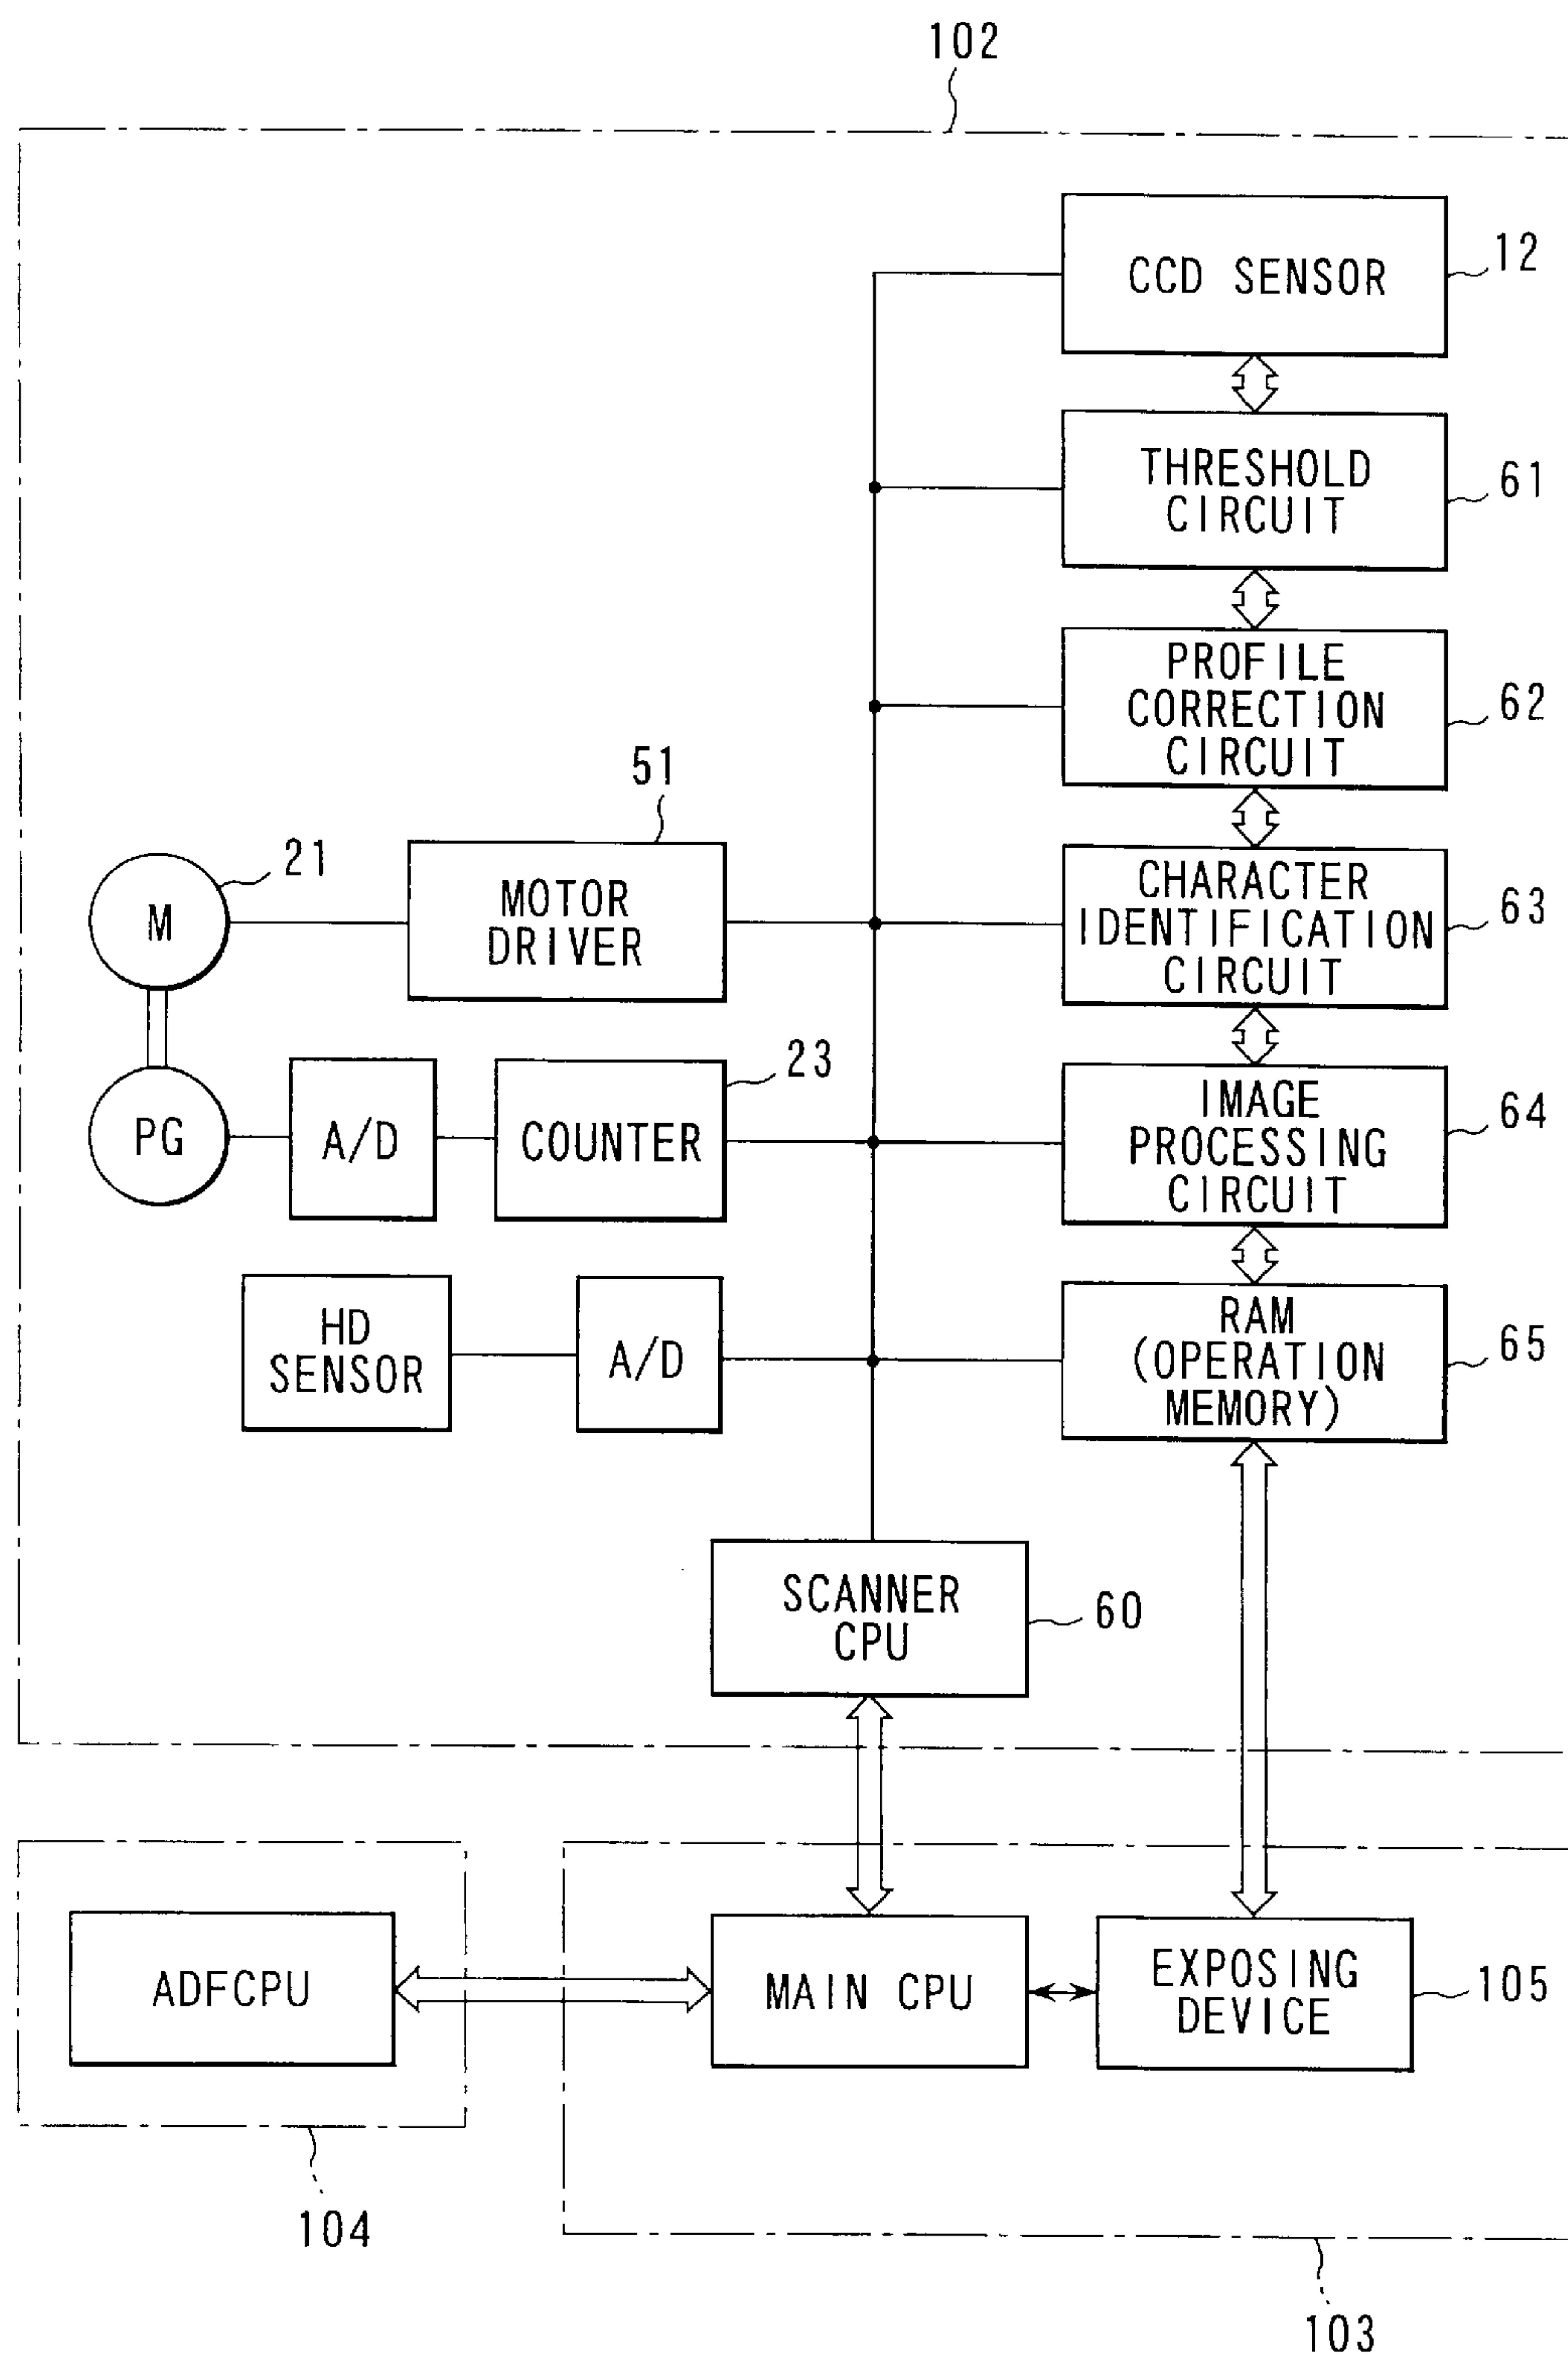 102
CCD SENSOR
12
THRESHOLD
CIRCUIT
61
PROFILE
CORRECTION
CIRCUIT
62
51
21
M
MOTOR
DRIVER
CHARACTER
IDENTIFICATION
CIRCUIT
63
23
PG
A/D
COUNTER
IMAGE
PROCESSING
CIRCUIT
64
HD
SENSOR
A/D
RAM
(OPERATION
MEMORY)
65
SCANNER
CPU
60
ADFCPU
MAIN CPU
EXPOSING
DEVICE
105
104
103